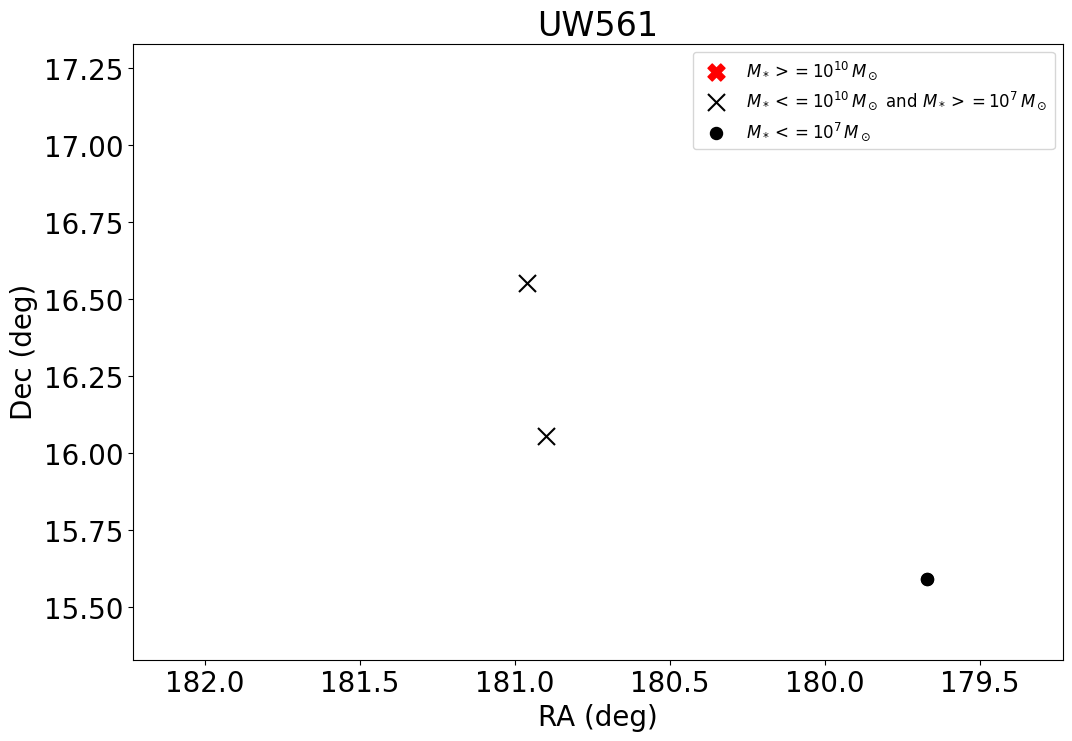 UW561
17.25
17.00
16.75
16.50
16.25
16.00
15.75
15.50
Dec (deg)
M* >= 10^10 M⊙
M* <= 10^10 M⊙ and M* >= 10^7 M⊙
M* <= 10^7 M⊙
182.0 181.5 181.0 180.5 180.0 179.5
RA (deg)